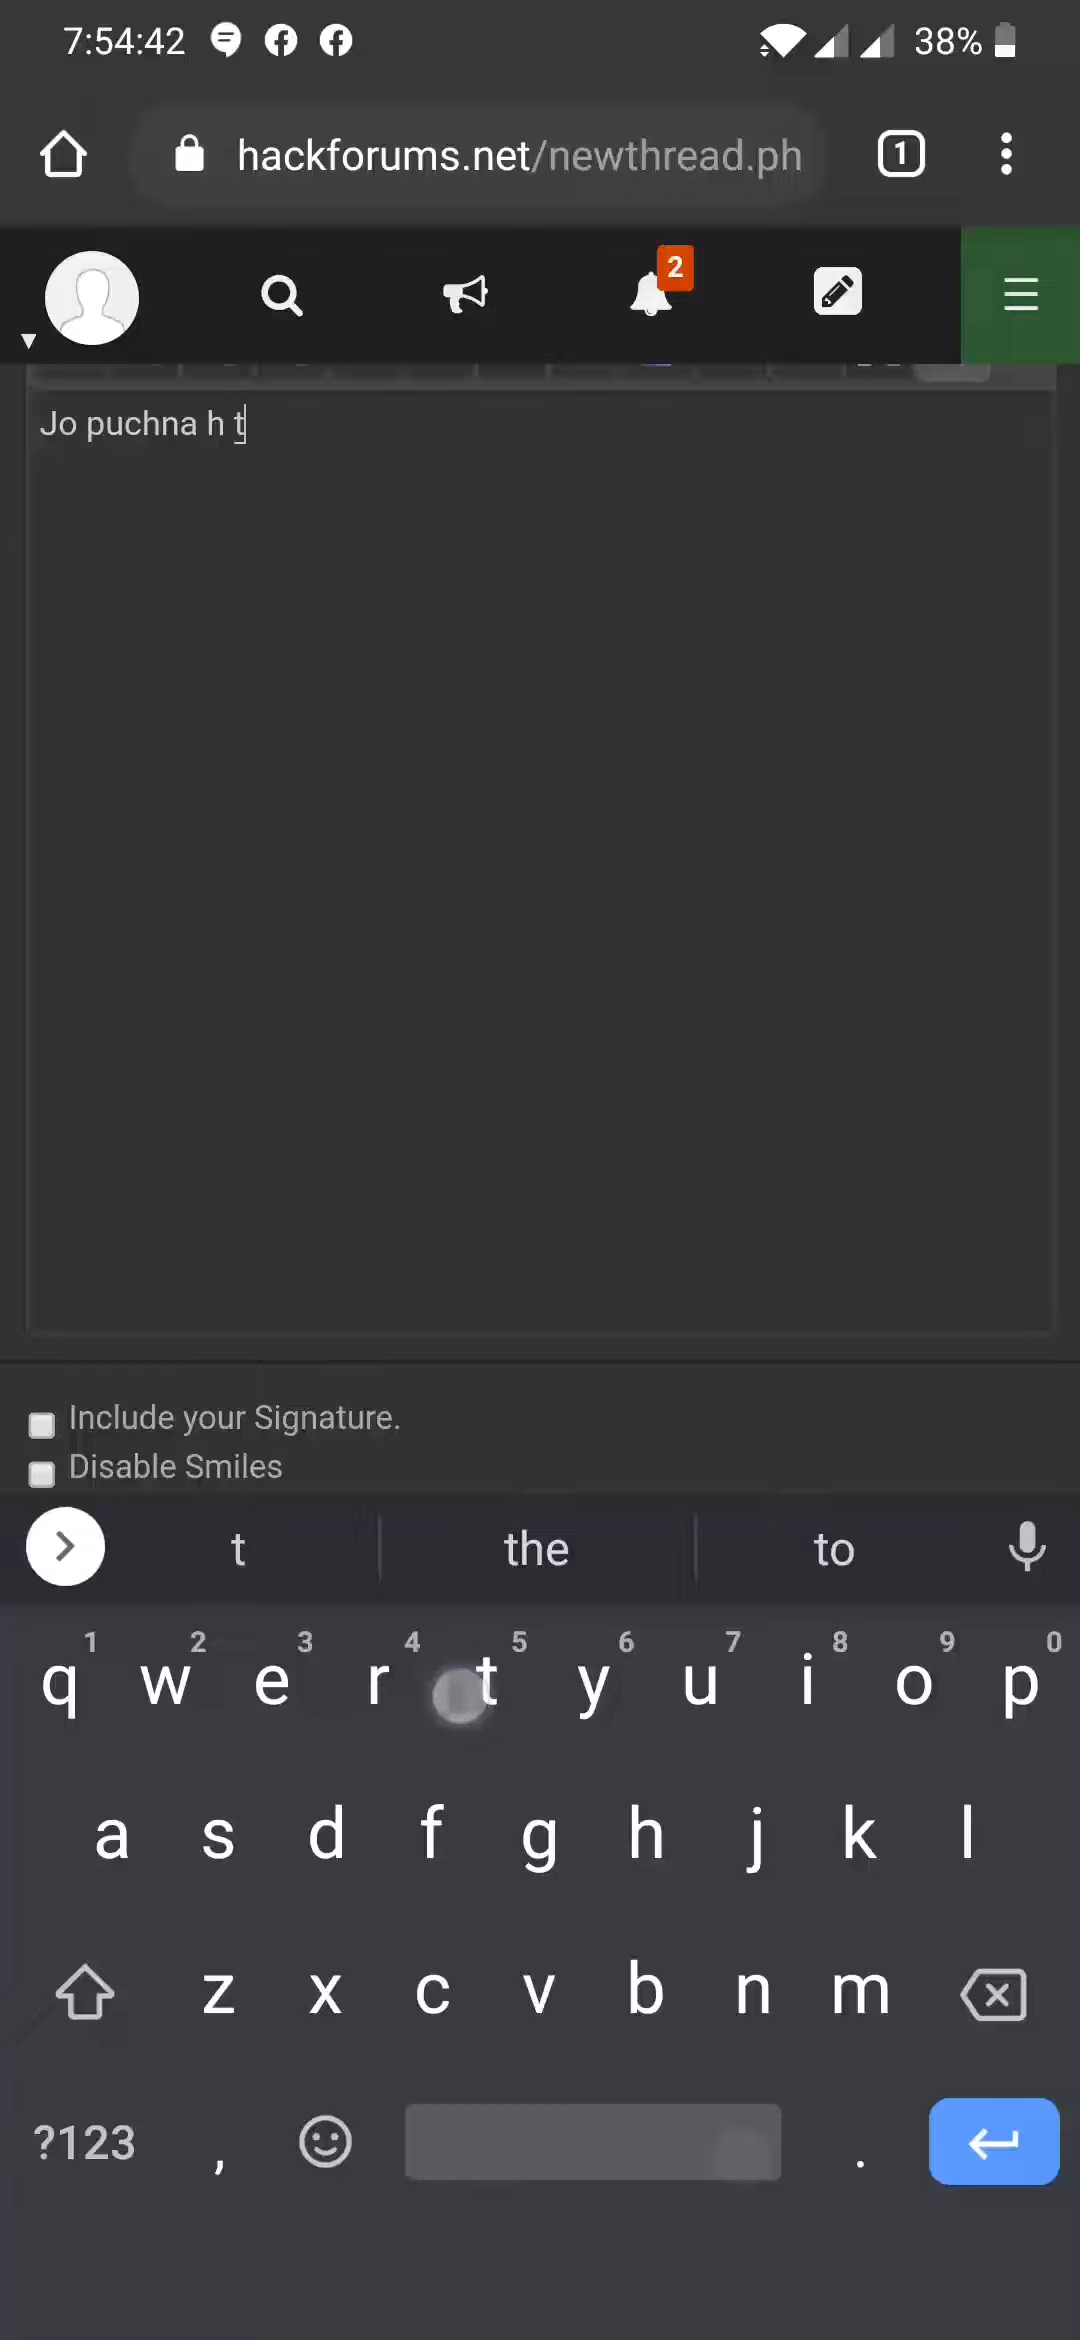 7:54:42 38%
hackforums.net/newthread.ph 1
2
Jo puchna h t
Include your Signature.
Disable Smiles
t the to
1 2 3 4 5 6 7 8 9 0
q w e r t y u i o p
a s d f g h j k l
z x c v b n m
?123 , .